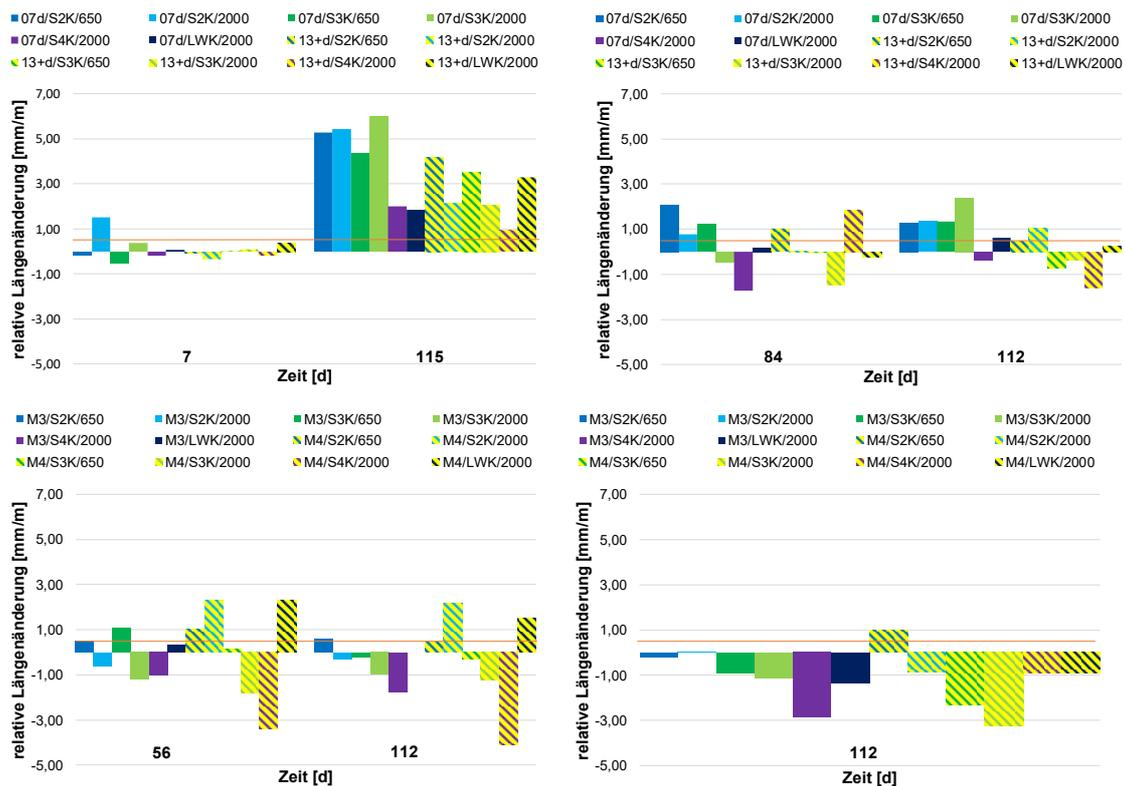 07d/S2K/650 07d/S2K/2000 07d/S3K/650 07d/S3K/2000
07d/S4K/2000 07d/LWK/2000 13+d/S2K/650 13+d/S2K/2000
13+d/S3K/650 13+d/S3K/2000 13+d/S4K/2000 13+d/LWK/2000
relative Längenänderung [mm/m]
7,00
5,00
3,00
1,00
-1,00
-3,00
-5,00
7 115
Zeit [d]
07d/S2K/650 07d/S2K/2000 07d/S3K/650 07d/S3K/2000
07d/S4K/2000 07d/LWK/2000 13+d/S2K/650 13+d/S2K/2000
13+d/S3K/650 13+d/S3K/2000 13+d/S4K/2000 13+d/LWK/2000
relative Längenänderung [mm/m]
7,00
5,00
3,00
1,00
-1,00
-3,00
-5,00
84 112
Zeit [d]
M3/S2K/650 M3/S2K/2000 M3/S3K/650 M3/S3K/2000
M3/S4K/2000 M3/LWK/2000 M4/S2K/650 M4/S2K/2000
M4/S3K/650 M4/S3K/2000 M4/S4K/2000 M4/LWK/2000
relative Längenänderung [mm/m]
7,00
5,00
3,00
1,00
-1,00
-3,00
-5,00
56 112
Zeit [d]
M3/S2K/650 M3/S2K/2000 M3/S3K/650 M3/S3K/2000
M3/S4K/2000 M3/LWK/2000 M4/S2K/650 M4/S2K/2000
M4/S3K/650 M4/S3K/2000 M4/S4K/2000 M4/LWK/2000
relative Längenänderung [mm/m]
7,00
5,00
3,00
1,00
-1,00
-3,00
-5,00
112
Zeit [d]